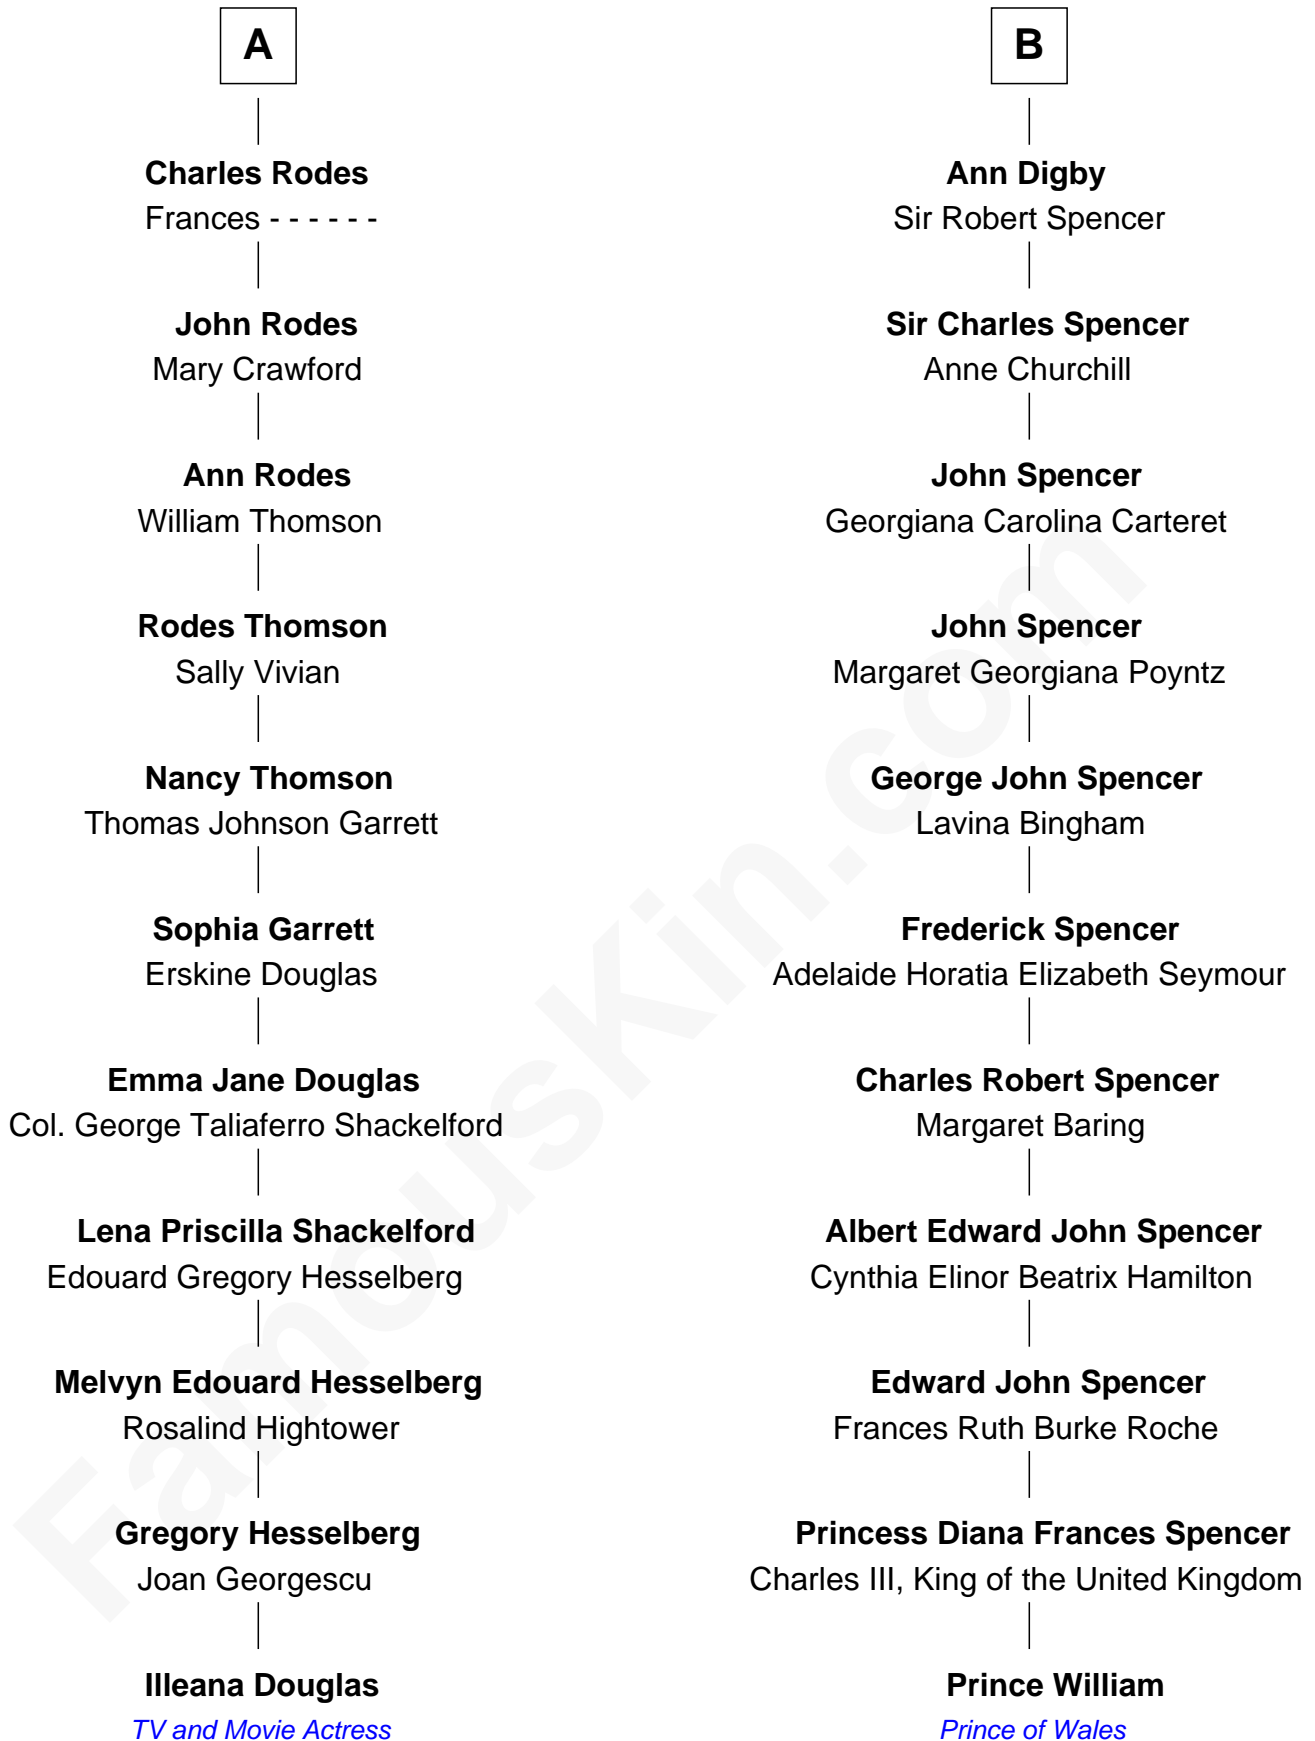 A
Charles Rodes
Frances - - - - - -
John Rodes
Mary Crawford
Ann Rodes
William Thomson
Rodes Thomson
Sally Vivian
Nancy Thomson
Thomas Johnson Garrett
Sophia Garrett
Erskine Douglas
Emma Jane Douglas
Col. George Taliaferro Shackelford
Lena Priscilla Shackelford
Edouard Gregory Hesselberg
Melvyn Edouard Hesselberg
Rosalind Hightower
Gregory Hesselberg
Joan Georgescu
Illeana Douglas
TV and Movie Actress
B
Ann Digby
Sir Robert Spencer
Sir Charles Spencer
Anne Churchill
John Spencer
Georgiana Carolina Carteret
John Spencer
Margaret Georgiana Poyntz
George John Spencer
Lavina Bingham
Frederick Spencer
Adelaide Horatia Elizabeth Seymour
Charles Robert Spencer
Margaret Baring
Albert Edward John Spencer
Cynthia Elinor Beatrix Hamilton
Edward John Spencer
Frances Ruth Burke Roche
Princess Diana Frances Spencer
Charles III, King of the United Kingdom
Prince William
Prince of Wales
FamousKin.com